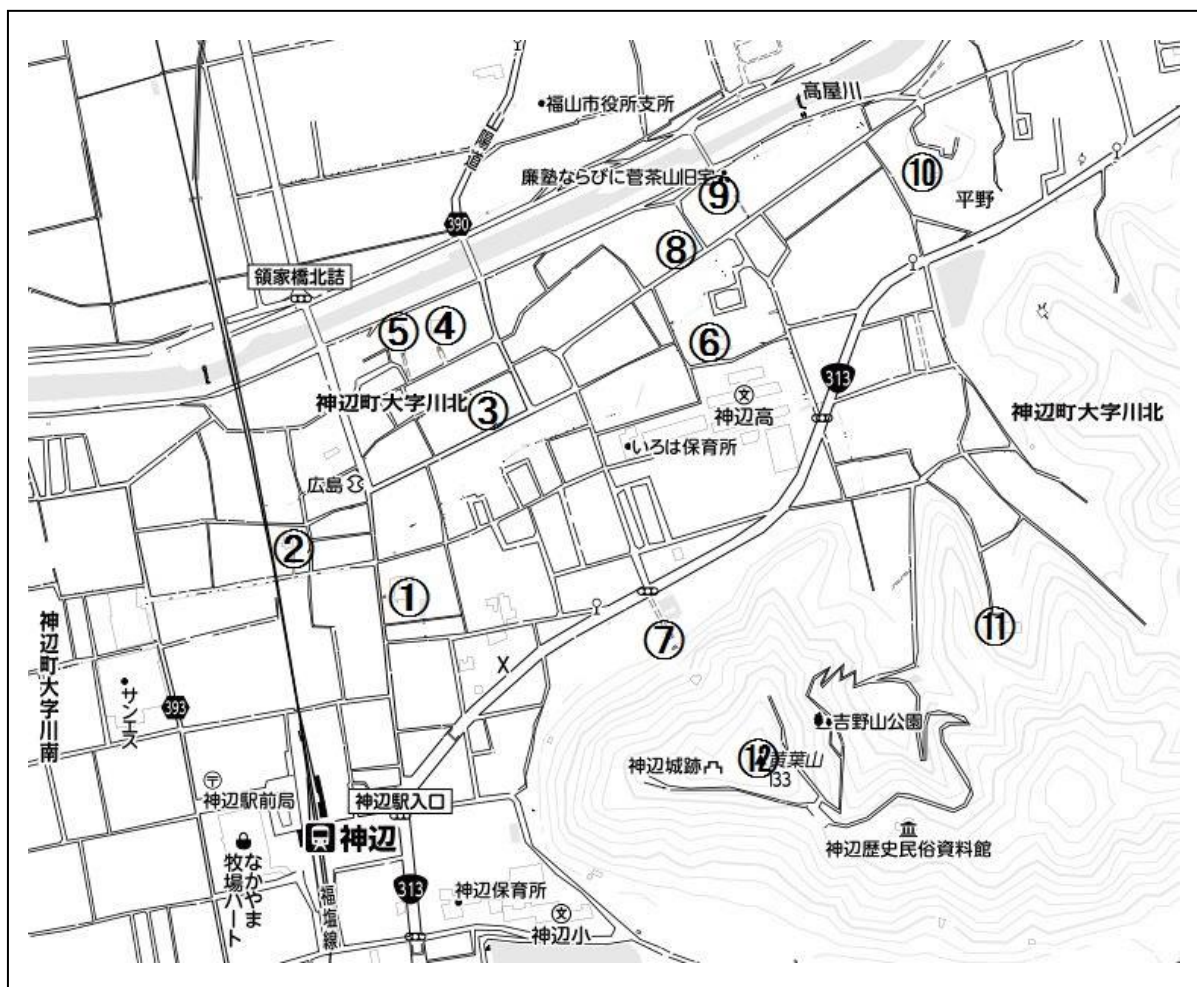 福山市役所支所
高屋川
山陽道
廉塾ならびに菅茶山旧宅
⑨
⑩
平野
390
⑧
領家橋北詰
⑤
④
⑥
313
神辺町大字川北
③
神辺高
神辺町大字川北
いろは保育所
広島
②
①
⑦
⑪
神辺町大字川南
サンエス
393
X
吉野山公園
神辺城跡
⑫
黄葉山
133
〒
神辺駅前局
神辺駅入口
神辺歴史民俗資料館
神辺
なかやま
牧場ハート
福塩線
313
神辺保育所
文
神辺小
文